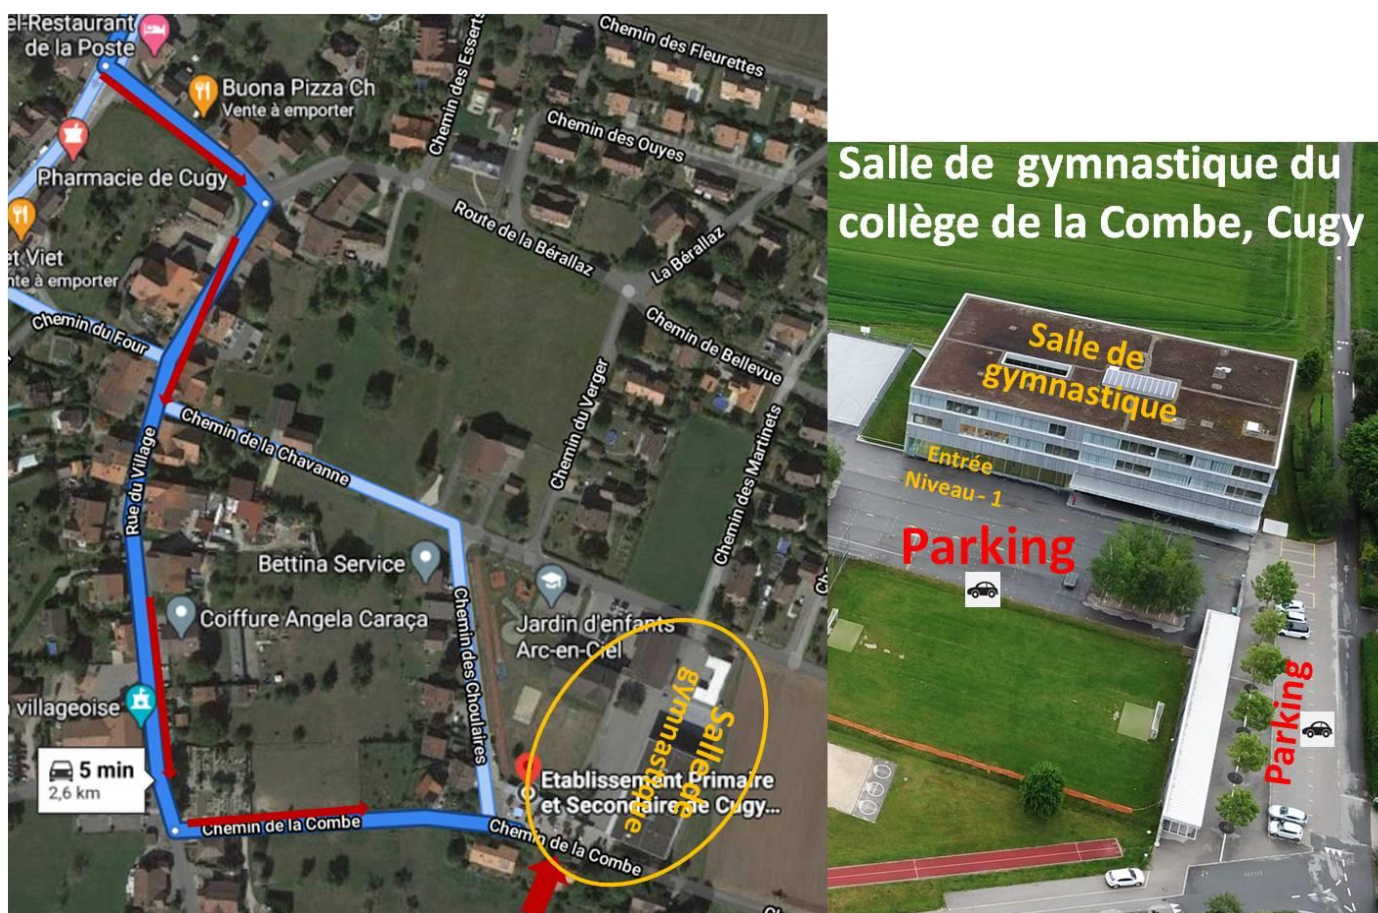 el-Restaurant
de la Poste
Buona Pizza Ch
Vente à emporter
Pharmacie de Cugy
et Viet
nte à emporter
Chemin du Four
Chemin des Esserts
Chemin des Fleurettes
Chemin des Ouyes
Route de la Bérallaz
La Bérallaz
Chemin de Bellevue
Chemin du Verger
Chemin des Martinets
Rue du Village
Chemin de la Chavanne
Bettina Service
Coiffure Angela Caraça
Chemin des Choulaires
Jardin d'enfants
Arc-en-Ciel
villageoise
5 min
2,6 km
Salle de
gymnastique
Etablissement Primaire
et Secondaire de Cugy...
Chemin de la Combe
Chemin de la Combe
Salle de gymnastique du
collège de la Combe, Cugy
Salle de
gymnastique
Entrée
Niveau- 1
Parking
Parking